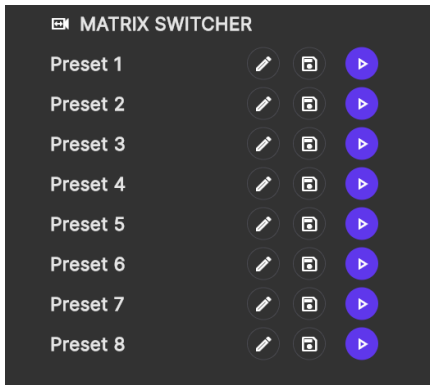 MATRIX SWITCHER
Preset 1
Preset 2
Preset 3
Preset 4
Preset 5
Preset 6
Preset 7
Preset 8